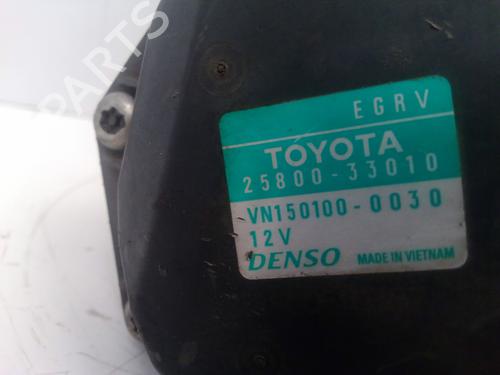 PARTS
EGRV
TOYOTA
25800-33010
VN150100-0030
12V
DENSO MADE IN VIETNAM